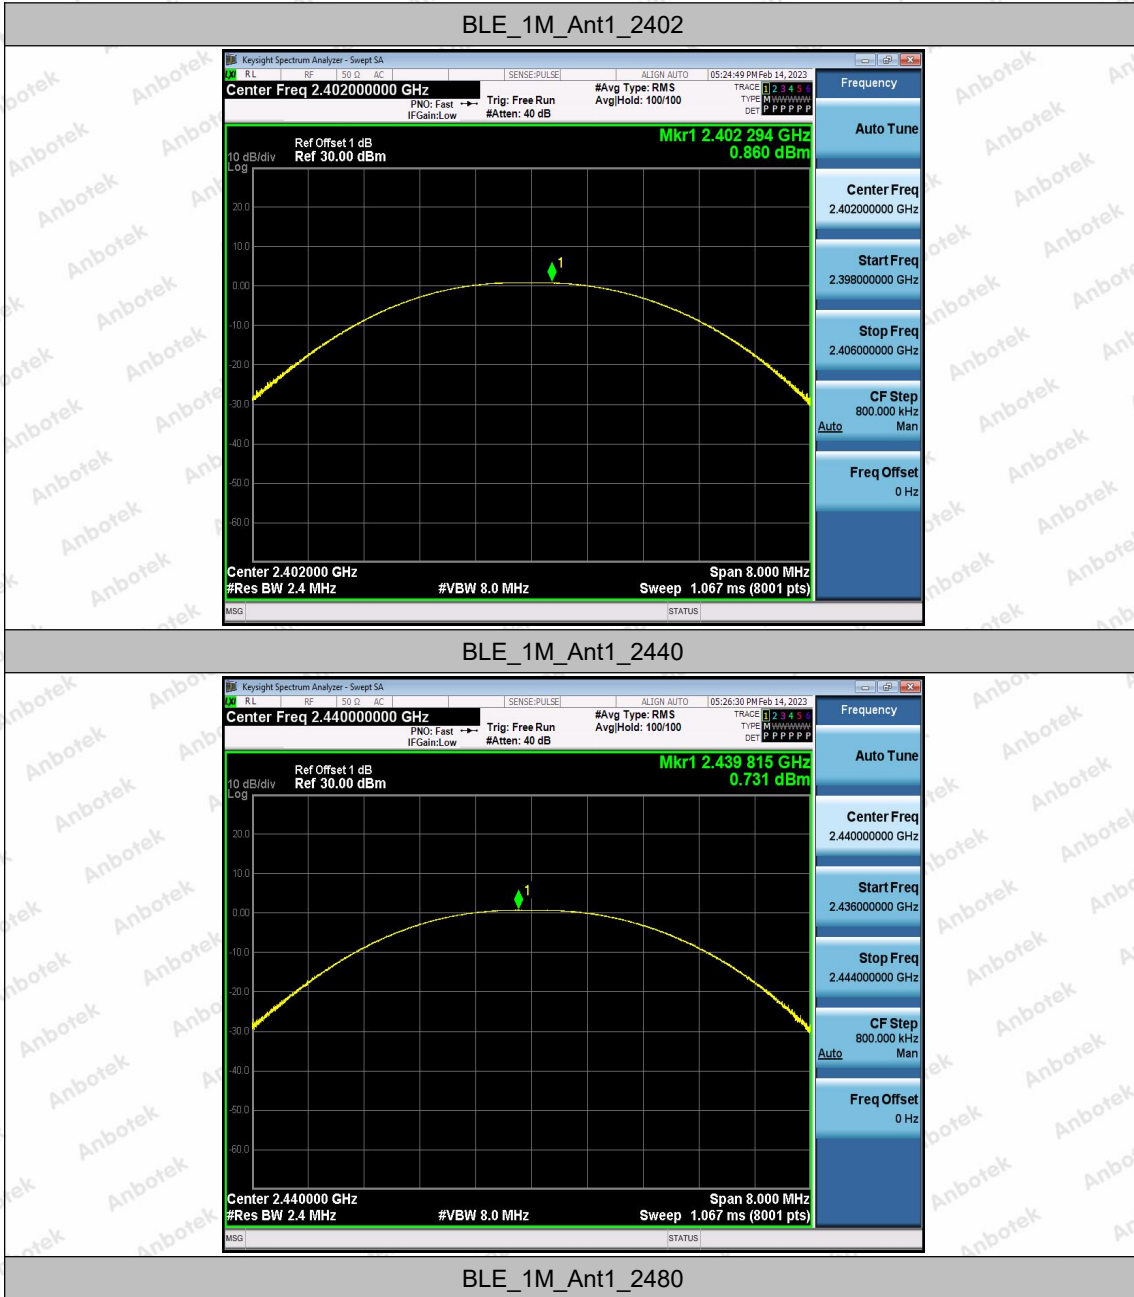 BLE_1M_Ant1_2402
Keysight Spectrum Analyzer - Swept SA
RL RF 50 Ω AC SENSE:PULSE ALIGN AUTO 05:24:49 PM Feb 14, 2023
Center Freq 2.402000000 GHz
PNO: Fast
IFGain:Low
Trig: Free Run
#Atten: 40 dB
#Avg Type: RMS
Avg|Hold: 100/100
TRACE 1 2 3 4 5 6
TYPE M W W W W W
DET P P P P P P
Frequency
Auto Tune
Center Freq
2.402000000 GHz
Start Freq
2.398000000 GHz
Stop Freq
2.406000000 GHz
CF Step
800.000 kHz
Auto Man
Freq Offset
0 Hz
Mkr1 2.402 294 GHz
0.860 dBm
Ref Offset 1 dB
10 dB/div Ref 30.00 dBm
Log
20.0
10.0
0.00
-10.0
-20.0
-30.0
-40.0
-50.0
-60.0
1
Center 2.402000 GHz Span 8.000 MHz
#Res BW 2.4 MHz #VBW 8.0 MHz Sweep 1.067 ms (8001 pts)
MSG STATUS
BLE_1M_Ant1_2440
Keysight Spectrum Analyzer - Swept SA
RL RF 50 Ω AC SENSE:PULSE ALIGN AUTO 05:26:30 PM Feb 14, 2023
Center Freq 2.440000000 GHz
PNO: Fast
IFGain:Low
Trig: Free Run
#Atten: 40 dB
#Avg Type: RMS
Avg|Hold: 100/100
TRACE 1 2 3 4 5 6
TYPE M W W W W W
DET P P P P P P
Frequency
Auto Tune
Center Freq
2.440000000 GHz
Start Freq
2.436000000 GHz
Stop Freq
2.444000000 GHz
CF Step
800.000 kHz
Auto Man
Freq Offset
0 Hz
Mkr1 2.439 815 GHz
0.731 dBm
Ref Offset 1 dB
10 dB/div Ref 30.00 dBm
Log
20.0
10.0
0.00
-10.0
-20.0
-30.0
-40.0
-50.0
-60.0
1
Center 2.440000 GHz Span 8.000 MHz
#Res BW 2.4 MHz #VBW 8.0 MHz Sweep 1.067 ms (8001 pts)
MSG STATUS
BLE_1M_Ant1_2480
Anbotek